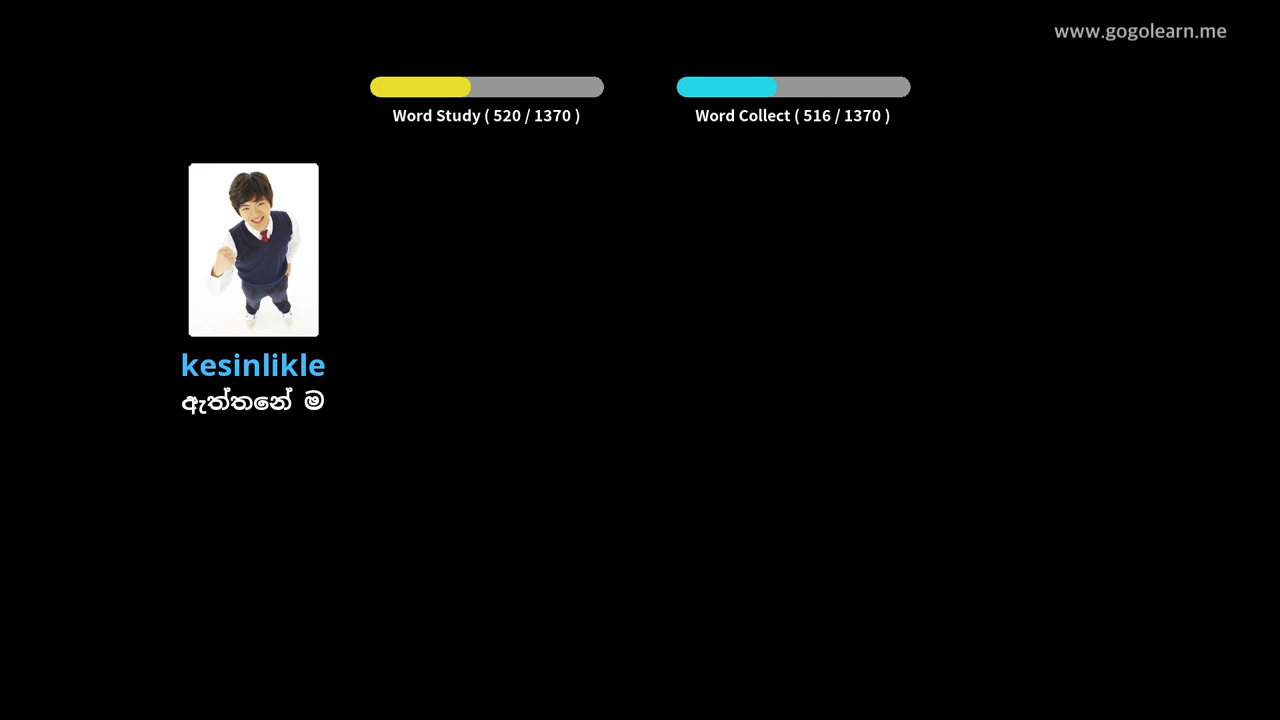 www.gogolearn.me
Word Study ( 520 / 1370 )
Word Collect ( 516 / 1370 )
kesinlikle
ඇත්තනේ ම